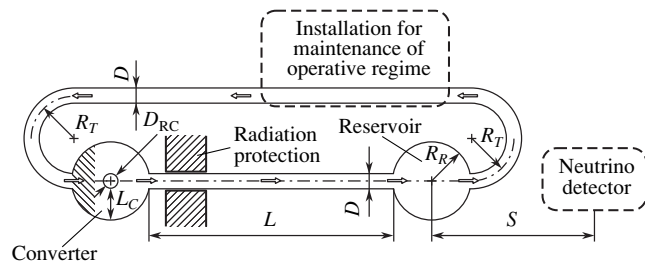 Installation for
maintenance of
operative regime
D
R_T
D_RC
Radiation
protection
Reservoir
R_R
R_T
Neutrino
detector
L_C
D
L
S
Converter